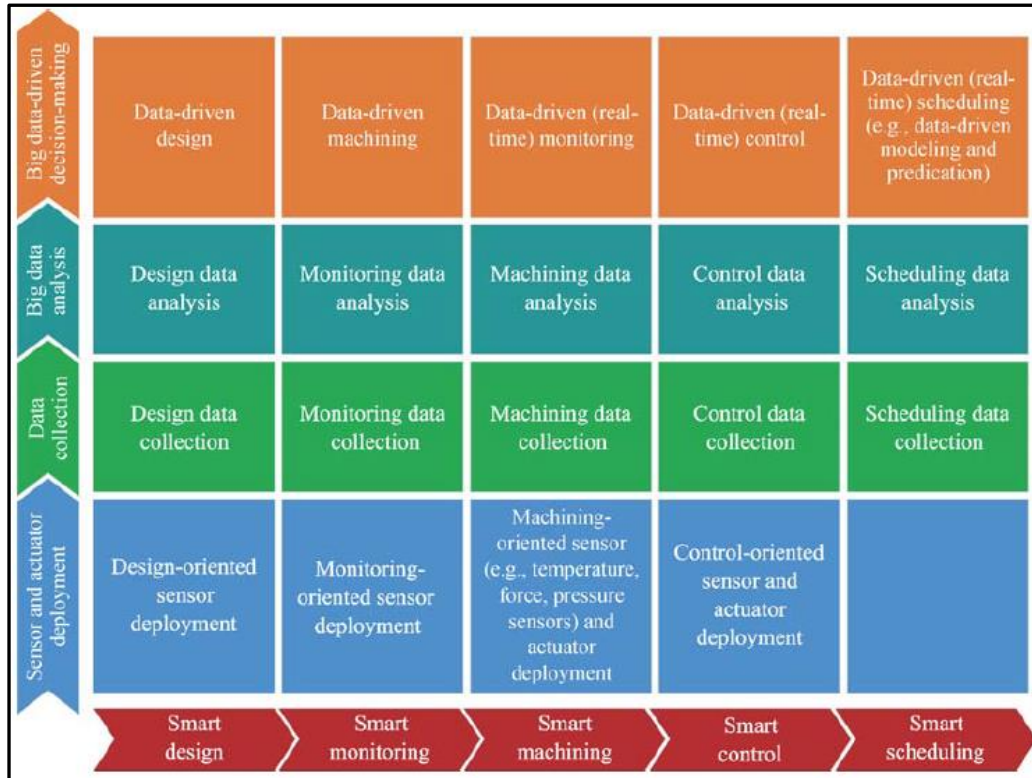 Big data-driven
decision-making
Data-driven
design
Data-driven
machining
Data-driven (real-
time) monitoring
Data-driven (real-
time) control
Data-driven (real-
time) scheduling
(e.g., data-driven
modeling and
predication)
Big data
analysis
Design data
analysis
Monitoring data
analysis
Machining data
analysis
Control data
analysis
Scheduling data
analysis
Data
collection
Design data
collection
Monitoring data
collection
Machining data
collection
Control data
collection
Scheduling data
collection
Sensor and actuator
deployment
Design-oriented
sensor
deployment
Monitoring-
oriented sensor
deployment
Machining-
oriented sensor
(e.g., temperature,
force, pressure
sensors) and
actuator
deployment
Control-oriented
sensor and
actuator
deployment
Smart
design
Smart
monitoring
Smart
machining
Smart
control
Smart
scheduling